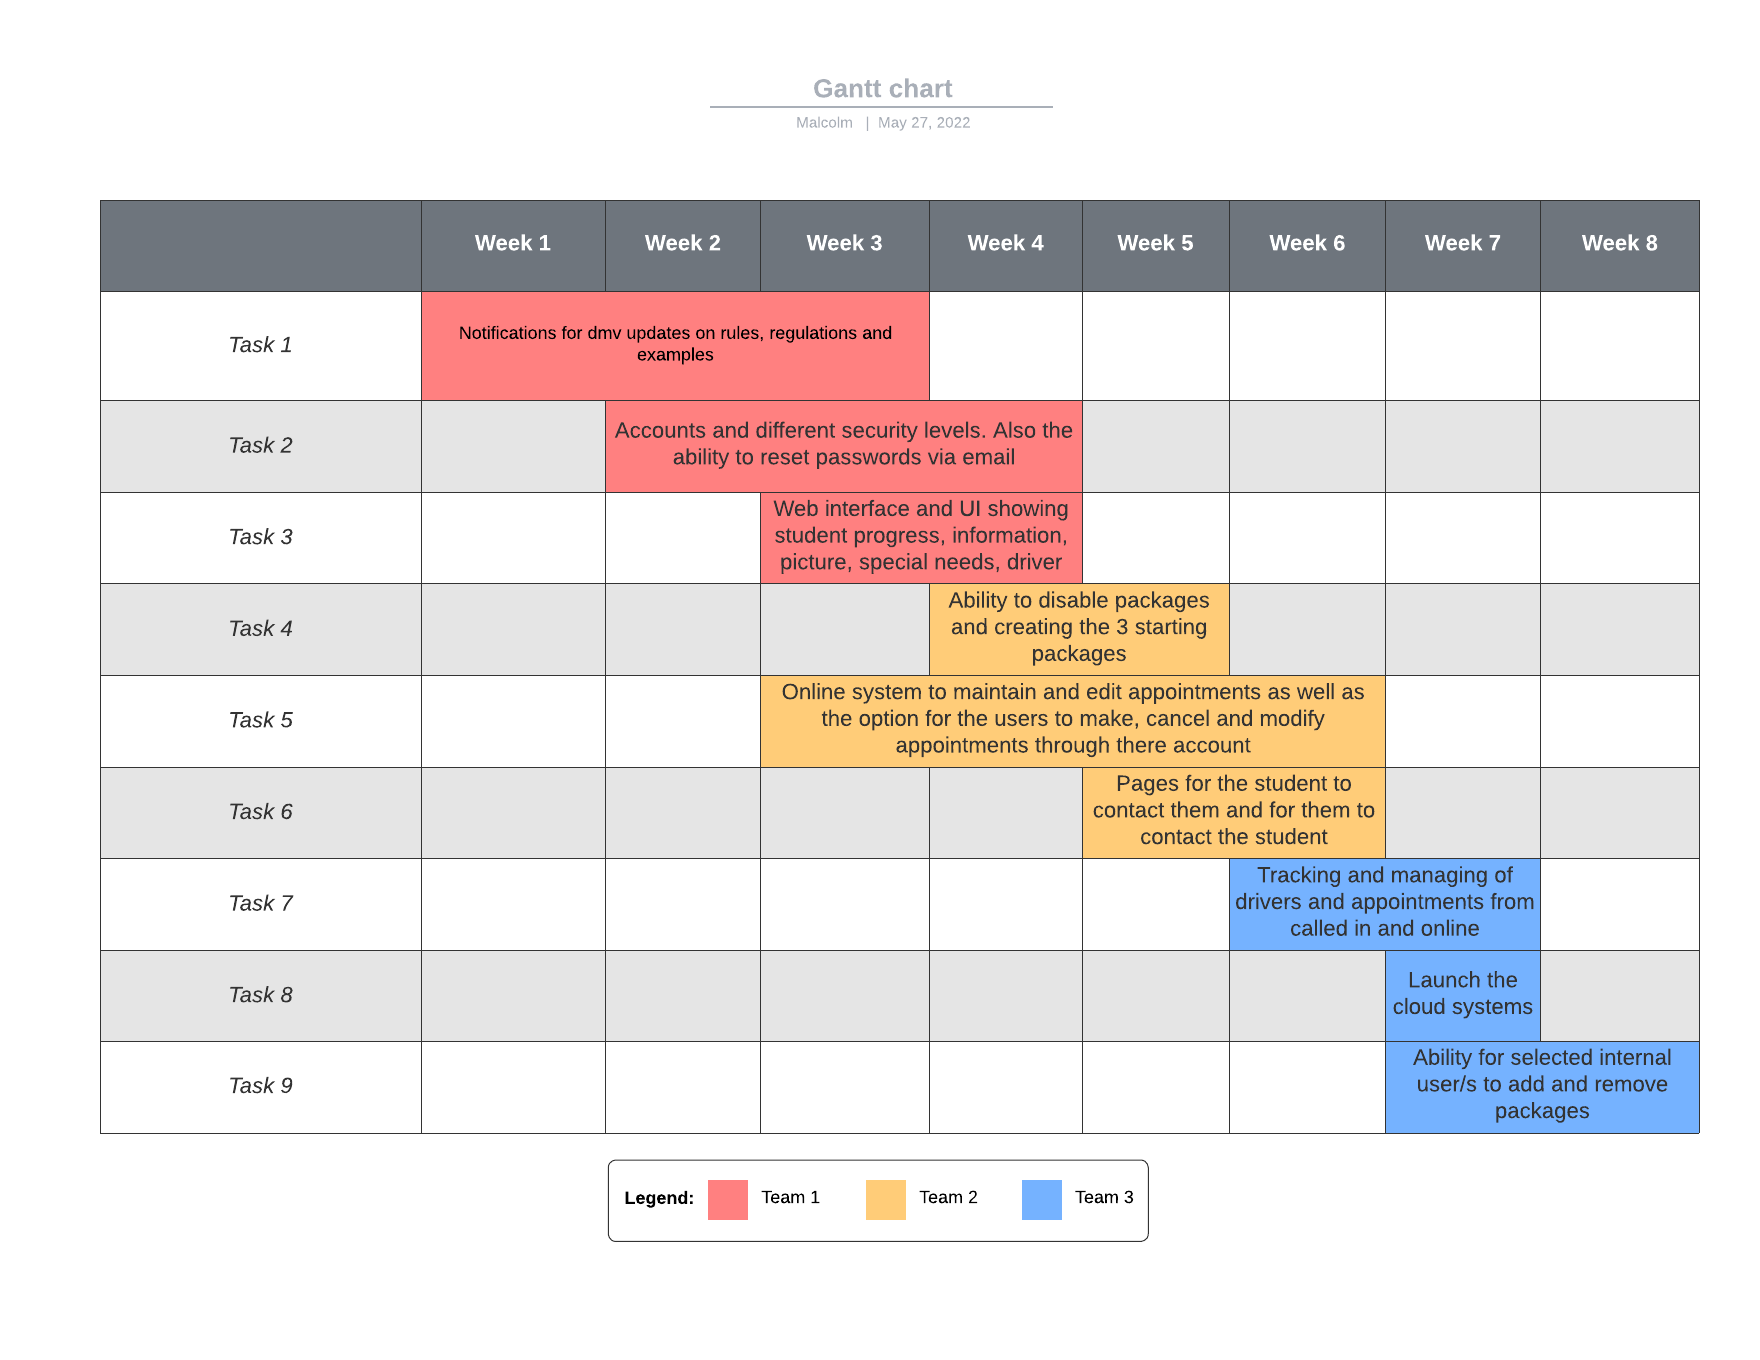 Gantt chart
Malcolm | May 27, 2022
Week 1
Week 2
Week 3
Week 4
Week 5
Week 6
Week 7
Week 8
Task 1
Notifications for dmv updates on rules, regulations and
examples
Task 2
Accounts and different security levels. Also the
ability to reset passwords via email
Task 3
Web interface and UI showing
student progress, information,
picture, special needs, driver
Task 4
Ability to disable packages
and creating the 3 starting
packages
Task 5
Online system to maintain and edit appointments as well as
the option for the users to make, cancel and modify
appointments through there account
Task 6
Pages for the student to
contact them and for them to
contact the student
Task 7
Tracking and managing of
drivers and appointments from
called in and online
Task 8
Launch the
cloud systems
Task 9
Ability for selected internal
user/s to add and remove
packages
Legend:
Team 1
Team 2
Team 3